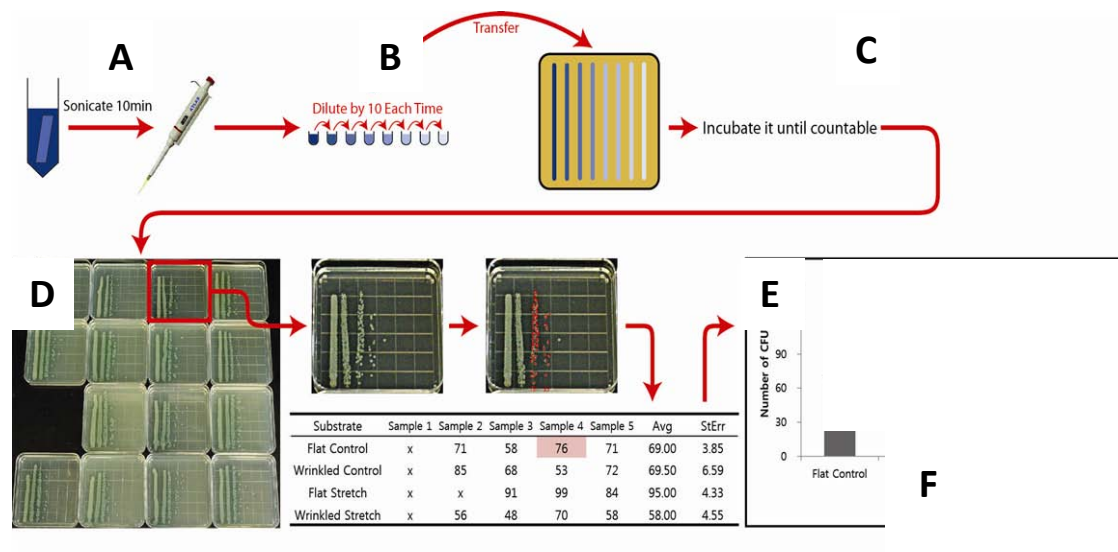 A
B
C
Transfer
Sonicate 10min
Dilute by 10 Each Time
Incubate it until countable
D
E
Substrate Sample 1 Sample 2 Sample 3 Sample 4 Sample 5 Avg StErr
Flat Control x 71 58 76 71 69.00 3.85
Wrinkled Control x 85 68 53 72 69.50 6.59
Flat Stretch x x 91 99 84 95.00 4.33
Wrinkled Stretch x 56 48 70 58 58.00 4.55
Number of CFU
90
60
30
0
Flat Control
F